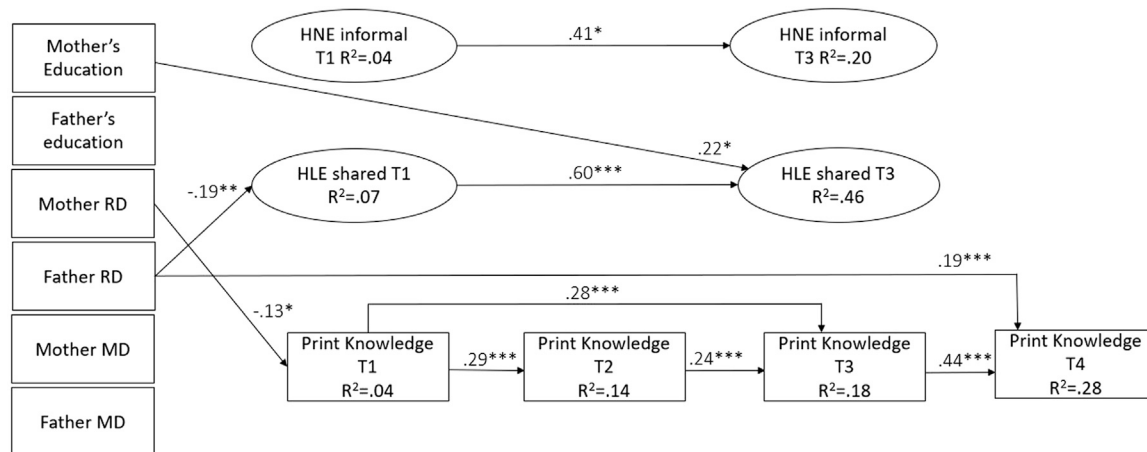 Mother's
Education
Father's
education
Mother RD
Father RD
Mother MD
Father MD
HNE informal
T1 R²=.04
.41*
HNE informal
T3 R²=.20
.22*
-.19**
HLE shared T1
R²=.07
.60***
HLE shared T3
R²=.46
.19***
-.13*
.28***
Print Knowledge
T1
R²=.04
.29***
Print Knowledge
T2
R²=.14
.24***
Print Knowledge
T3
R²=.18
.44***
Print Knowledge
T4
R²=.28